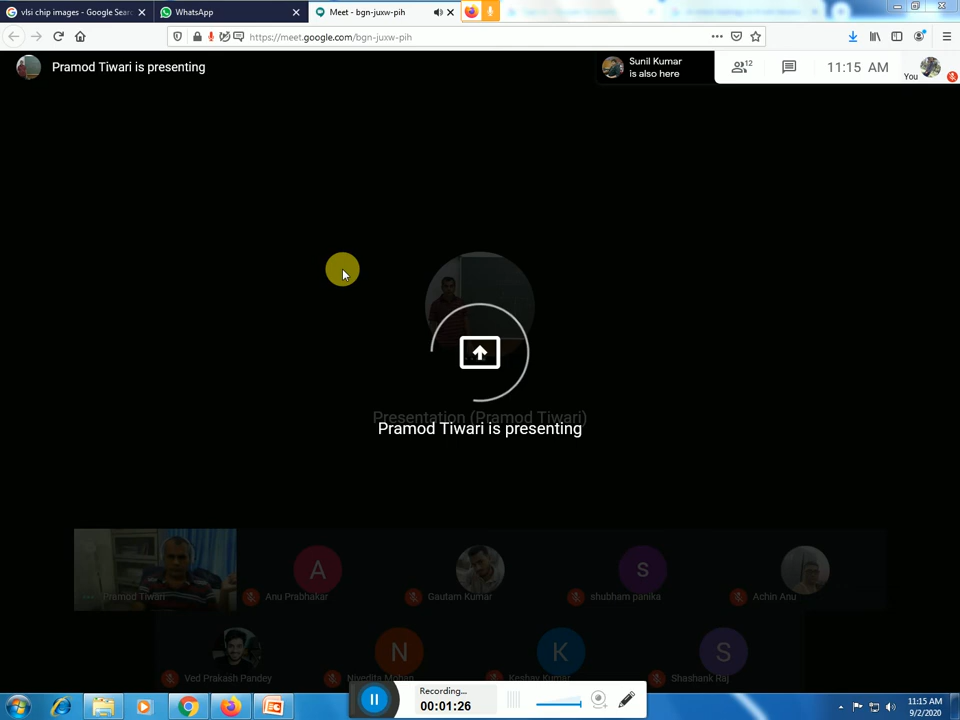 vlsi chip images - Google Sear
WhatsApp
Meet - bgn-juxw-pih
https://meet.google.com/bgn-juxw-pih
Pramod Tiwari is presenting
Sunil Kumar
is also here
12
11:15 AM
You
Presentation (Pramod Tiwari)
Pramod Tiwari is presenting
A
s
Pramod Tiwari
Anu Prabhakar
Gautam Kumar
shubham panika
Achin Anu
N
K
S
Ved Prakash Pandey
Nivedita Mohan
Keshav Kumar
Shashank Raj
Recording...
00:01:26
11:15 AM
9/2/2020